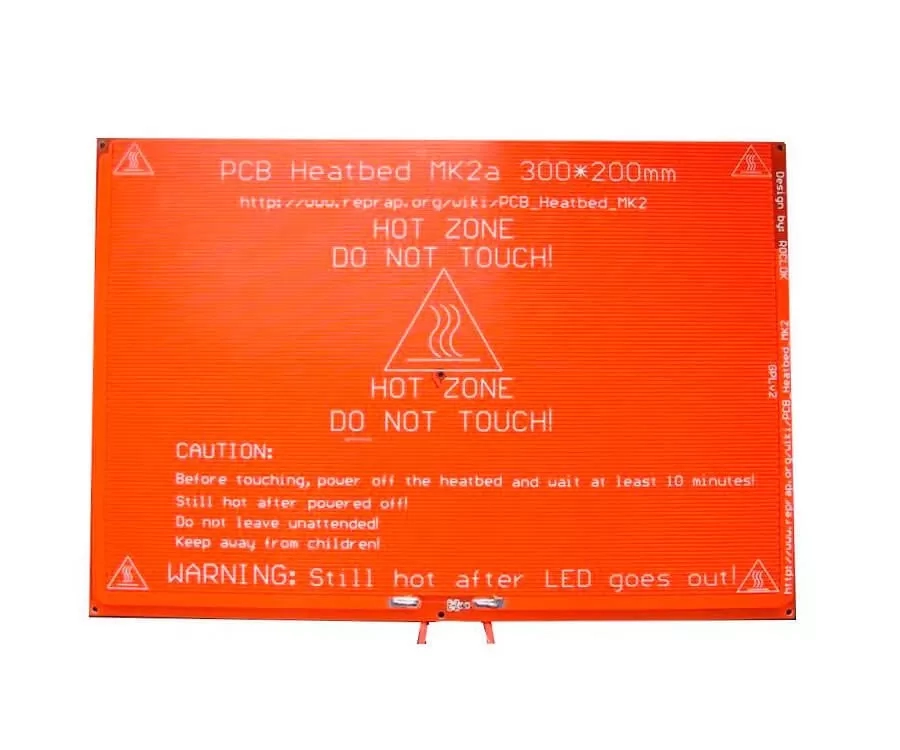 PCB Heatbed MK2a 300*200mm
http://www.reprap.org/wiki/PCB_Heatbed_MK2
HOT ZONE
DO NOT TOUCH!
HOT ZONE
DO NOT TOUCH!
CAUTION:
Before touching, power off the heatbed and wait at least 10 minutes!
Still hot after powered off!
Do not leave unattended!
Keep away from children!
WARNING: Still hot after LED goes out!
Design by: ROCLOK
http://www.reprap.org/wiki/PCB_Heatbed_MK2
GPLv2